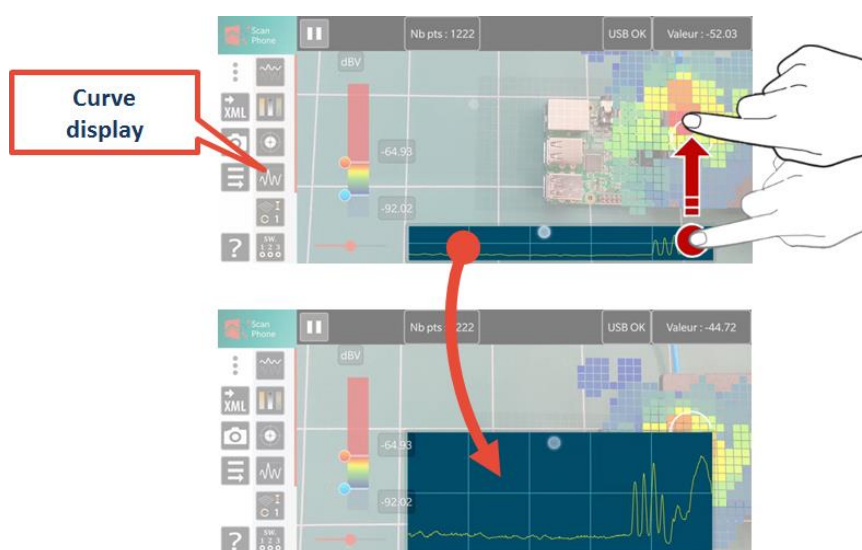 Scan
Phone
Nb pts : 1222
USB OK
Valeur : -52.03
dBV
Curve
display
XML
-64.93
-92.02
C 1
?
SW.
1 2 3
Scan
Phone
Nb pts : 1222
USB OK
Valeur : -44.72
dBV
XML
-64.93
-92.02
C 1
?
SW.
1 2 3